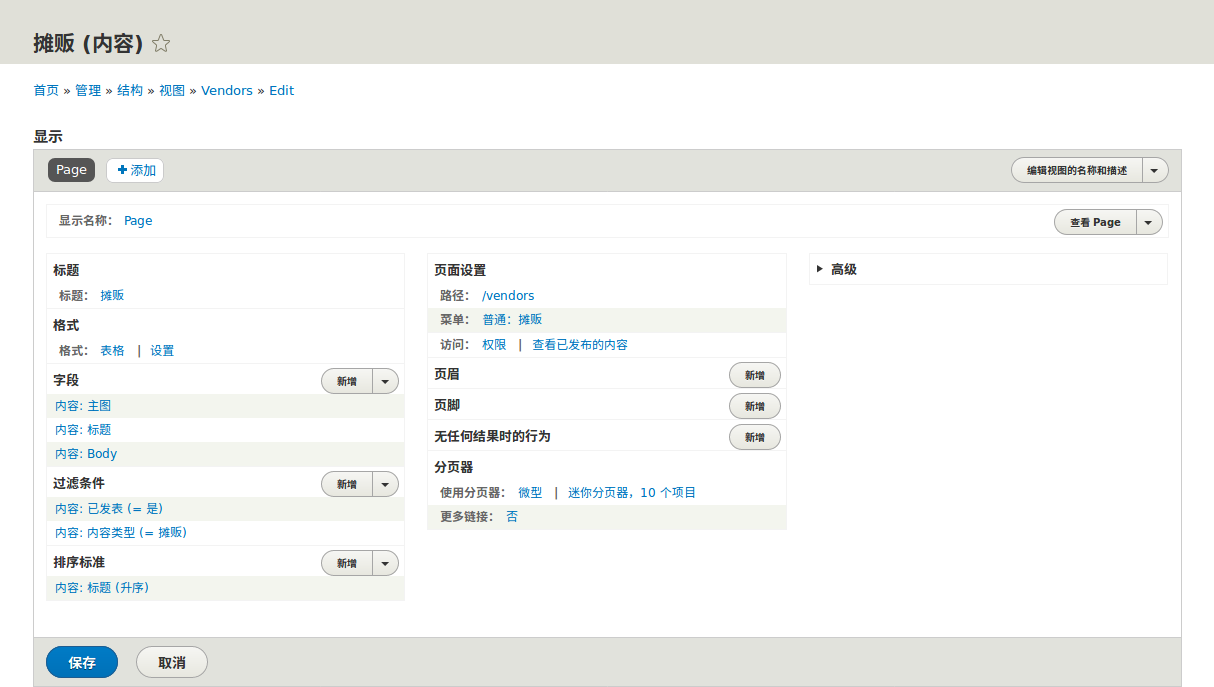 摊贩 (内容)
首页 » 管理 » 结构 » 视图 » Vendors » Edit
显示
Page
添加
编辑视图的名称和描述
显示名称： Page
查看 Page
标题
标题： 摊贩
格式
格式： 表格 | 设置
字段
新增
内容: 主图
内容: 标题
内容: Body
过滤条件
新增
内容: 已发表 (= 是)
内容: 内容类型 (= 摊贩)
排序标准
新增
内容: 标题 (升序)
页面设置
路径： /vendors
菜单： 普通：摊贩
访问： 权限 | 查看已发布的内容
页眉
新增
页脚
新增
无任何结果时的行为
新增
分页器
使用分页器： 微型 | 迷你分页器，10 个项目
更多链接： 否
高级
保存
取消